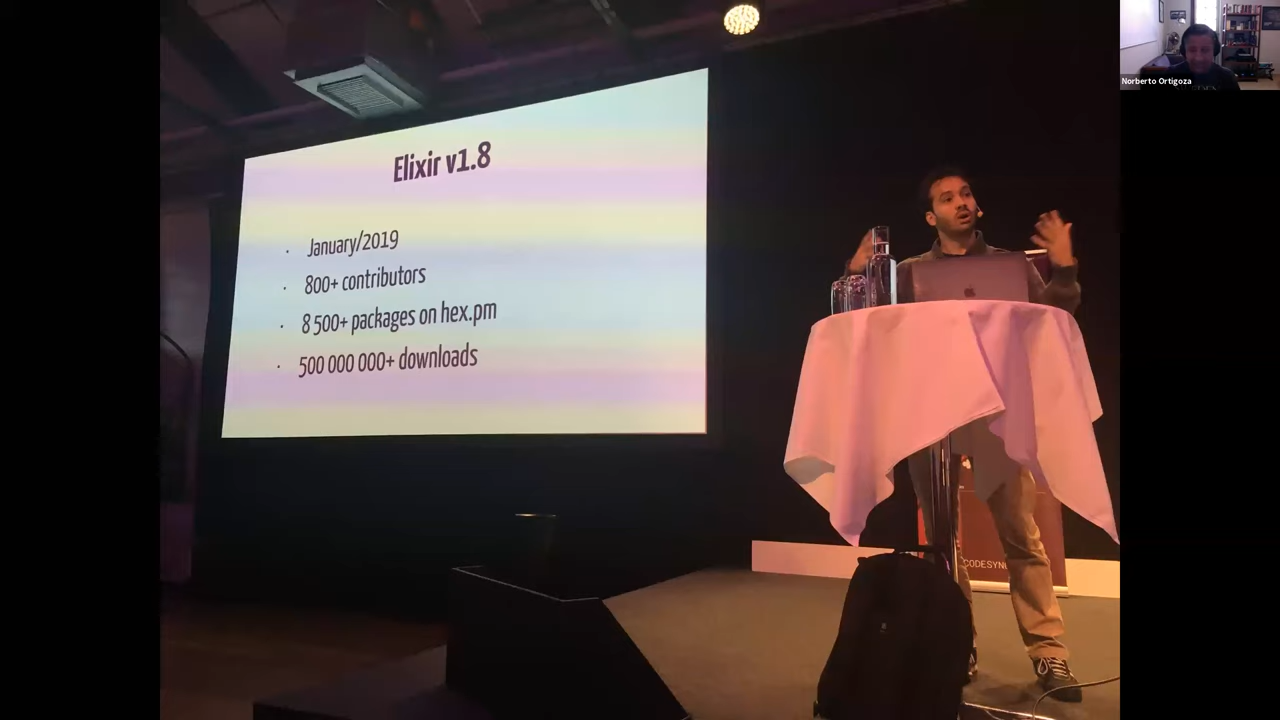 Norberto Ortigoza
Elixir v1.8
· January/2019
· 800+ contributors
· 8 500+ packages on hex.pm
· 500 000 000+ downloads